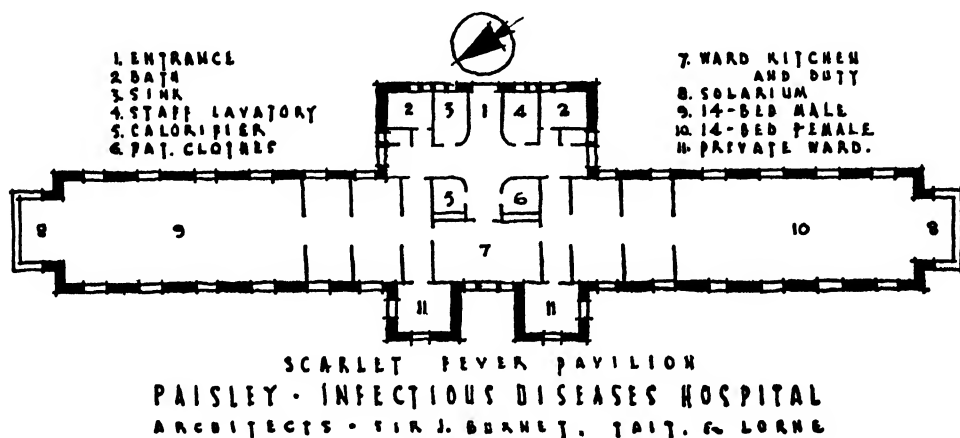 1. ENTRANCE
2 BATH
3. SINK
4. STAFF LAVATORY
5. CALORIFIER
6. PAT. CLOTHES
7. WARD KITCHEN
AND DUTY
8. SOLARIUM
9. 14-BED MALE
10. 14-BED FEMALE
11. PRIVATE WARD.
2 3 1 4 2
5 6
8 9 7 10 8
11 11
SCARLET FEVER PAVILION
PAISLEY · INFECTIOUS DISEASES HOSPITAL
ARCHITECTS · SIR J. BURNET, TAIT, & LORNE